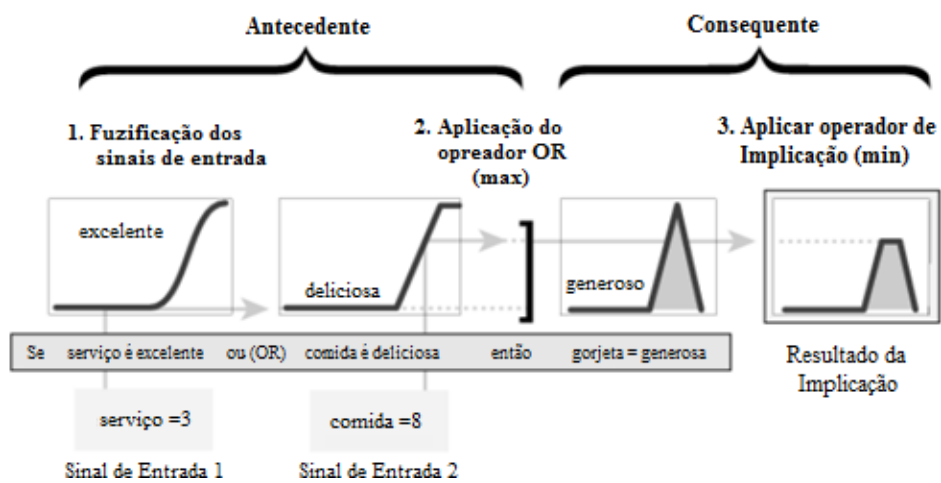 Antecedente
Consequente
1. Fuzificação dos
sinais de entrada
2. Aplicação do
opreador OR
(max)
3. Aplicar operador de
Implicação (min)
excelente
deliciosa
generoso
Se serviço é excelente ou (OR) comida é deliciosa então gorjeta = generosa
Resultado da
Implicação
serviço =3
comida =8
Sinal de Entrada 1
Sinal de Entrada 2